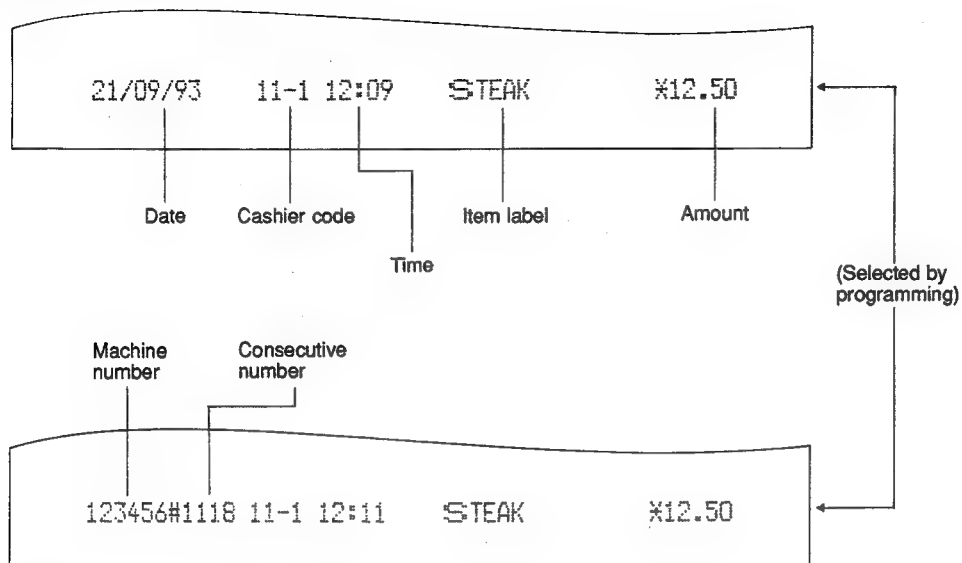 21/09/93 11-1 12:09 STEAK ¥12.50
Date Cashier code Item label Amount
Time
(Selected by
programming)
Machine
number
Consecutive
number
123456#1118 11-1 12:11 STEAK ¥12.50